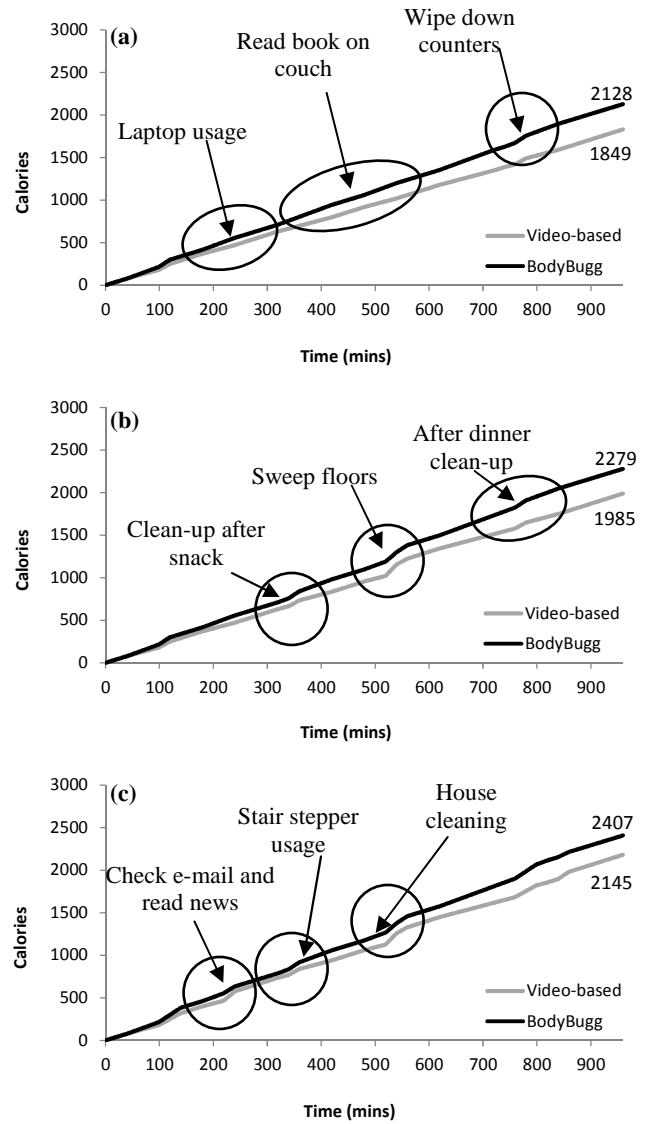 (a)
3000
2500
2000
1500
1000
500
0
Calories
Read book on
couch
Wipe down
counters
Laptop usage
2128
1849
Video-based
BodyBugg
0 100 200 300 400 500 600 700 800 900
Time (mins)
(b)
3000
2500
2000
1500
1000
500
0
Calories
After dinner
clean-up
Sweep floors
Clean-up after
snack
2279
1985
Video-based
BodyBugg
0 100 200 300 400 500 600 700 800 900
Time (mins)
(c)
3000
2500
2000
1500
1000
500
0
Calories
House
cleaning
Stair stepper
usage
Check e-mail and
read news
2407
2145
Video-based
BodyBugg
0 100 200 300 400 500 600 700 800 900
Time (mins)